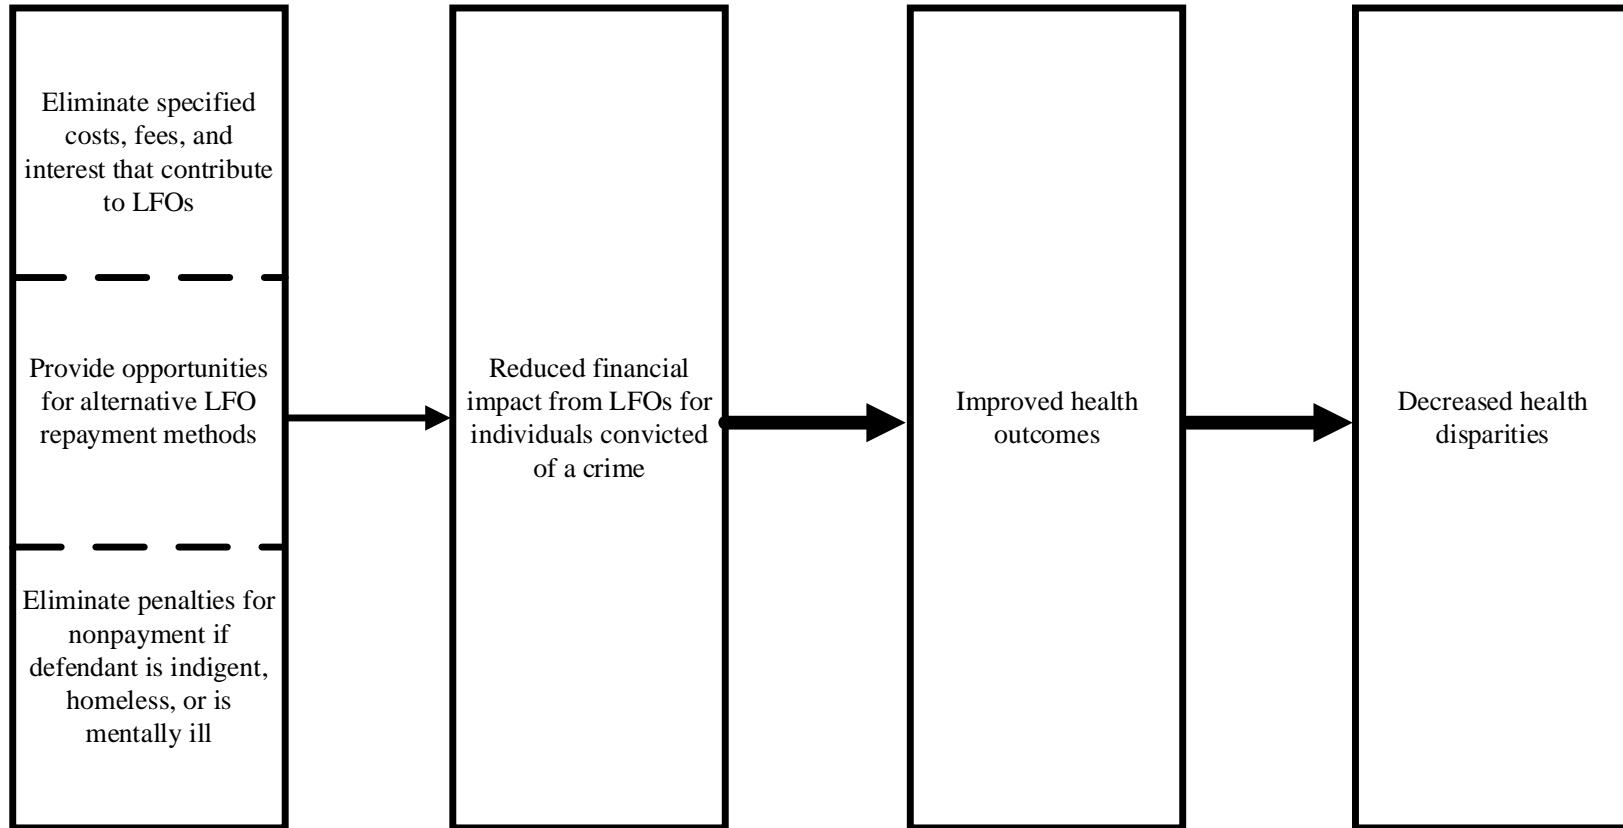 Eliminate specified
costs, fees, and
interest that contribute
to LFOs
Provide opportunities
for alternative LFO
repayment methods
Eliminate penalties for
nonpayment if
defendant is indigent,
homeless, or is
mentally ill
Reduced financial
impact from LFOs for
individuals convicted
of a crime
Improved health
outcomes
Decreased health
disparities